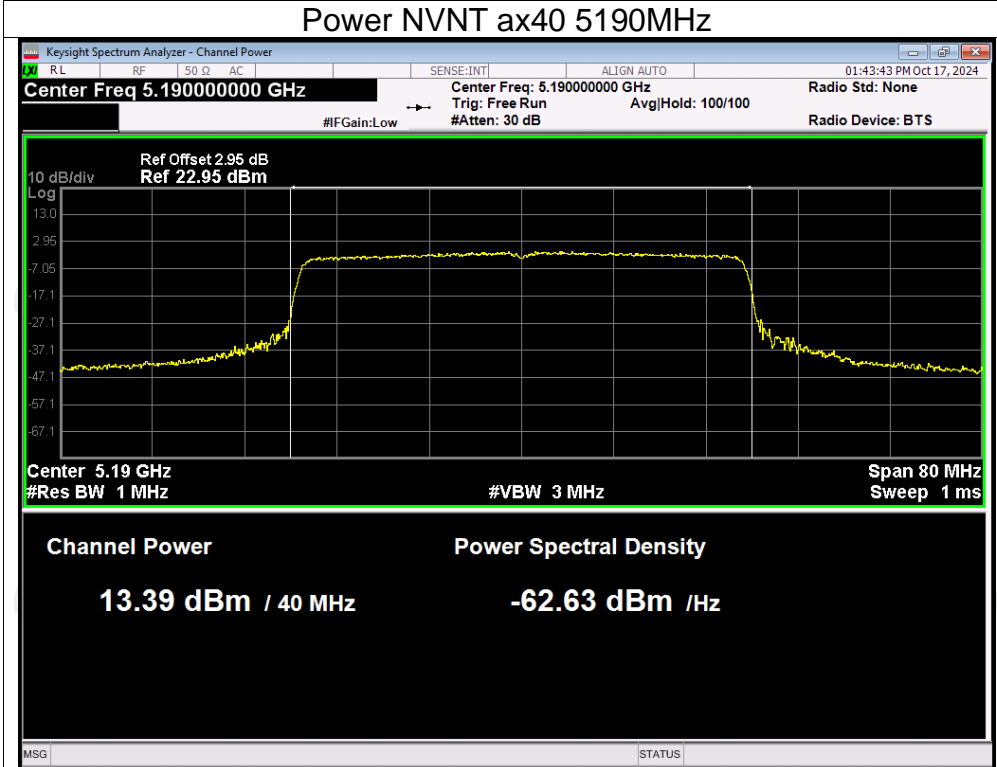 Power NVNT ax40 5190MHz
Keysight Spectrum Analyzer - Channel Power
LXI RL RF 50 Ω AC SENSE:INT ALIGN AUTO 01:43:43 PM Oct 17, 2024
Center Freq 5.190000000 GHz Center Freq: 5.190000000 GHz Radio Std: None
Trig: Free Run Avg|Hold: 100/100
#IFGain:Low #Atten: 30 dB Radio Device: BTS
Ref Offset 2.95 dB
10 dB/div Ref 22.95 dBm
Log
13.0
2.95
-7.05
-17.1
-27.1
-37.1
-47.1
-57.1
-67.1
Center 5.19 GHz Span 80 MHz
#Res BW 1 MHz #VBW 3 MHz Sweep 1 ms
Channel Power Power Spectral Density
13.39 dBm / 40 MHz -62.63 dBm /Hz
MSG STATUS